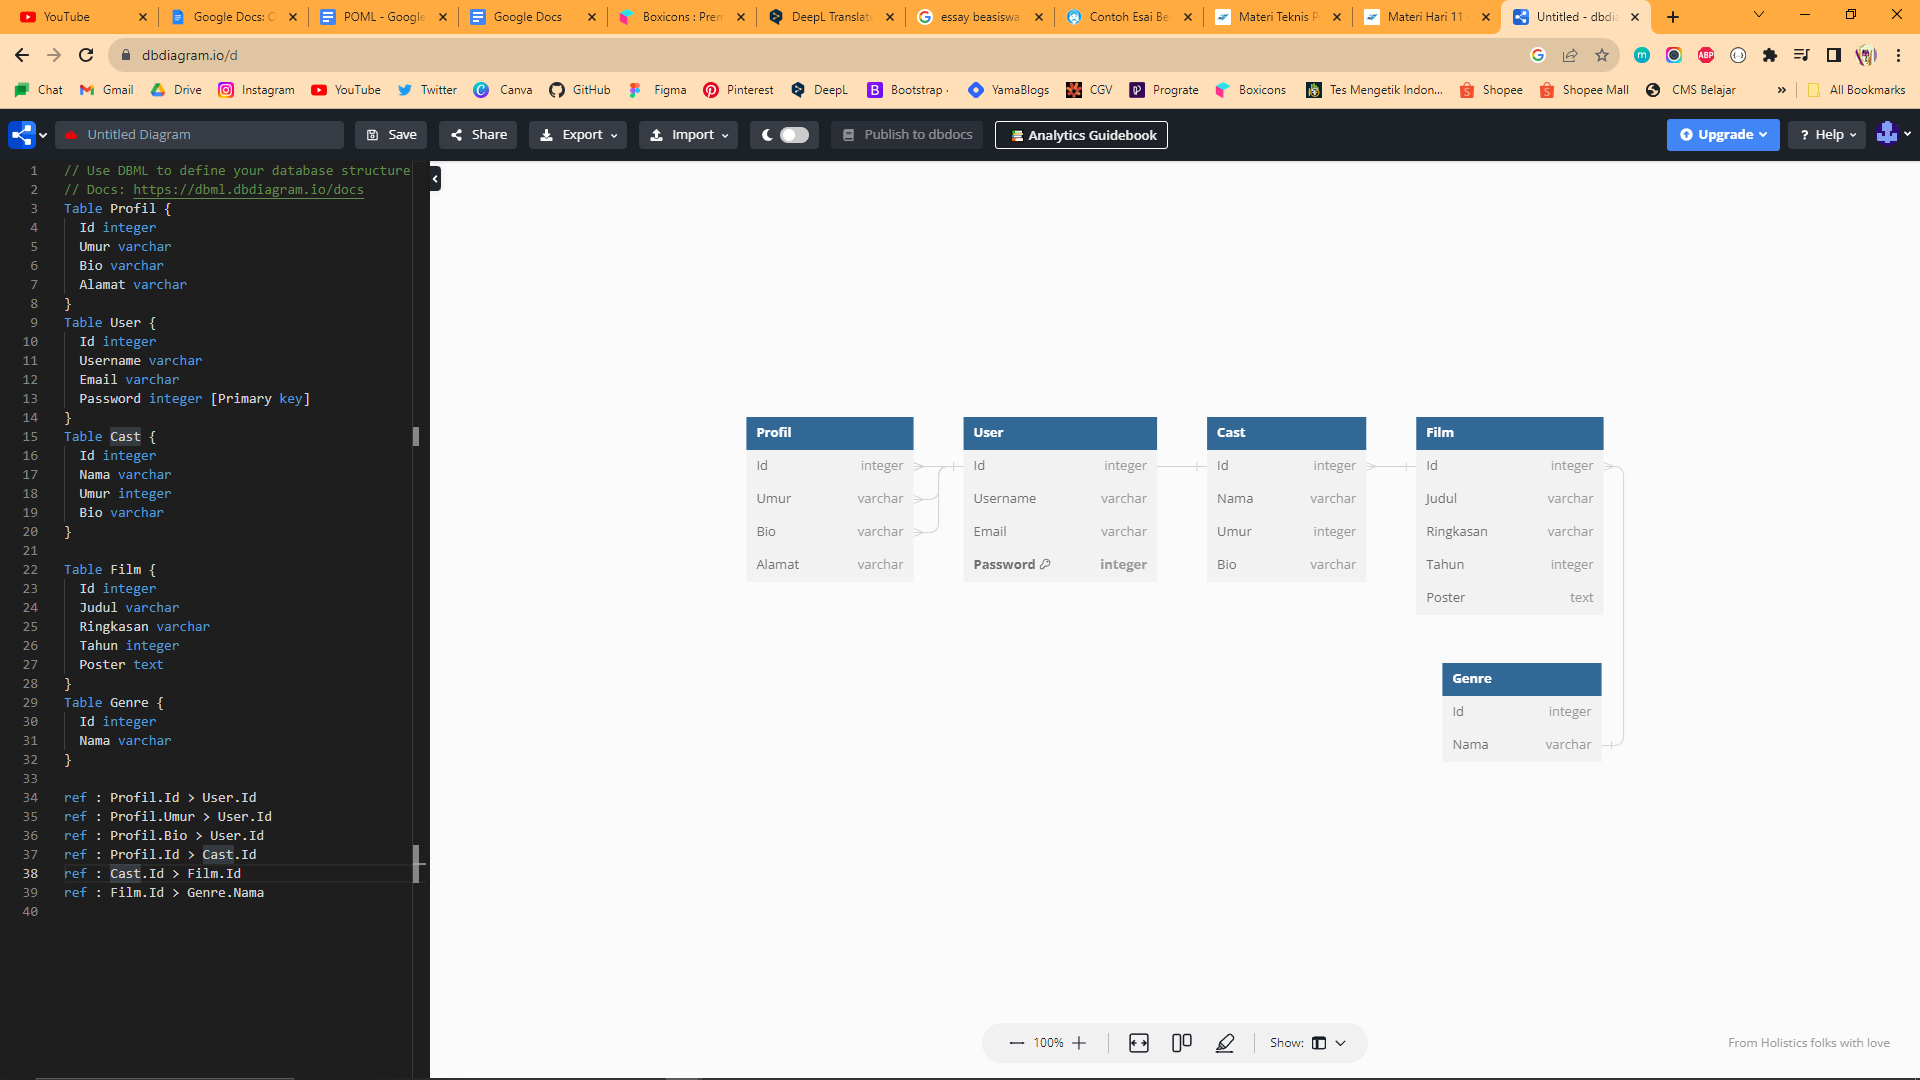 YouTube
Google Docs: 
POML - Google
Google Docs
Boxicons : Prem
DeepL Translate
essay beasiswa
Contoh Esai Be
Materi Teknis P
Materi Hari 11
Untitled - dbdia
dbdiagram.io/d
Chat
Gmail
Drive
Instagram
YouTube
Twitter
Canva
GitHub
Figma
Pinterest
DeepL
Bootstrap ·
YamaBlogs
CGV
Prograte
Boxicons
Tes Mengetik Indon...
Shopee
Shopee Mall
CMS Belajar
»
All Bookmarks
Untitled Diagram
Save
Share
Export
Import
Publish to dbdocs
Analytics Guidebook
Upgrade
? Help
1 // Use DBML to define your database structure
2 // Docs: https://dbml.dbdiagram.io/docs
3 Table Profil {
4 Id integer
5 Umur varchar
6 Bio varchar
7 Alamat varchar
8 }
9 Table User {
10 Id integer
11 Username varchar
12 Email varchar
13 Password integer [Primary key]
14 }
15 Table Cast {
16 Id integer
17 Nama varchar
18 Umur integer
19 Bio varchar
20 }
21
22 Table Film {
23 Id integer
24 Judul varchar
25 Ringkasan varchar
26 Tahun integer
27 Poster text
28 }
29 Table Genre {
30 Id integer
31 Nama varchar
32 }
33
34 ref : Profil.Id > User.Id
35 ref : Profil.Umur > User.Id
36 ref : Profil.Bio > User.Id
37 ref : Profil.Id > Cast.Id
38 ref : Cast.Id > Film.Id
39 ref : Film.Id > Genre.Nama
40
Profil
Id integer
Umur varchar
Bio varchar
Alamat varchar
User
Id integer
Username varchar
Email varchar
Password integer
Cast
Id integer
Nama varchar
Umur integer
Bio varchar
Film
Id integer
Judul varchar
Ringkasan varchar
Tahun integer
Poster text
Genre
Id integer
Nama varchar
100%
Show:
From Holistics folks with love